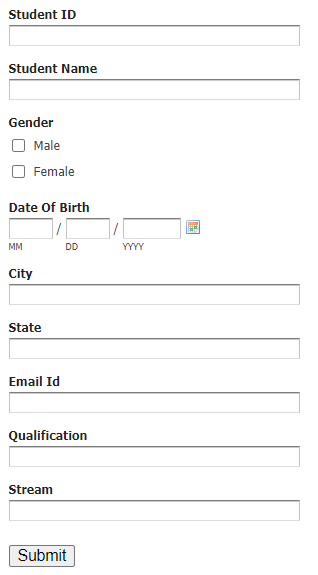 Student ID
Student Name
Gender
Male
Female
Date Of Birth
/ /
MM DD YYYY
City
State
Email Id
Qualification
Stream
Submit